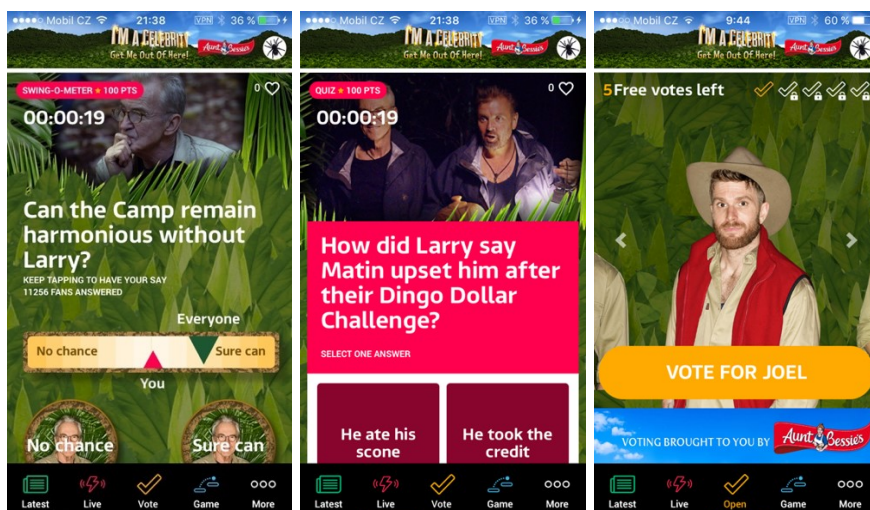 Mobil CZ 21:38 VPN 36 %
I'M A CELEBRITY
Get Me Out Of Here!
Aunt Bessies
SWING-O-METER ★ 100 PTS
0
00:00:19
Can the Camp remain
harmonious without
Larry?
KEEP TAPPING TO HAVE YOUR SAY
11256 FANS ANSWERED
Everyone
No chance
Sure can
You
No chance
Sure can
Latest
Live
Vote
Game
More
Mobil CZ 21:38 VPN 36 %
I'M A CELEBRITY
Get Me Out Of Here!
Aunt Bessies
QUIZ ★ 100 PTS
0
00:00:19
How did Larry say
Matin upset him after
their Dingo Dollar
Challenge?
SELECT ONE ANSWER
He ate his
scone
He took the
credit
Latest
Live
Vote
Game
More
Mobil CZ 9:44 VPN 60 %
I'M A CELEBRITY
Get Me Out Of Here!
Aunt Bessies
5 Free votes left
VOTE FOR JOEL
VOTING BROUGHT TO YOU BY
Aunt Bessies
Latest
Live
Open
Game
More